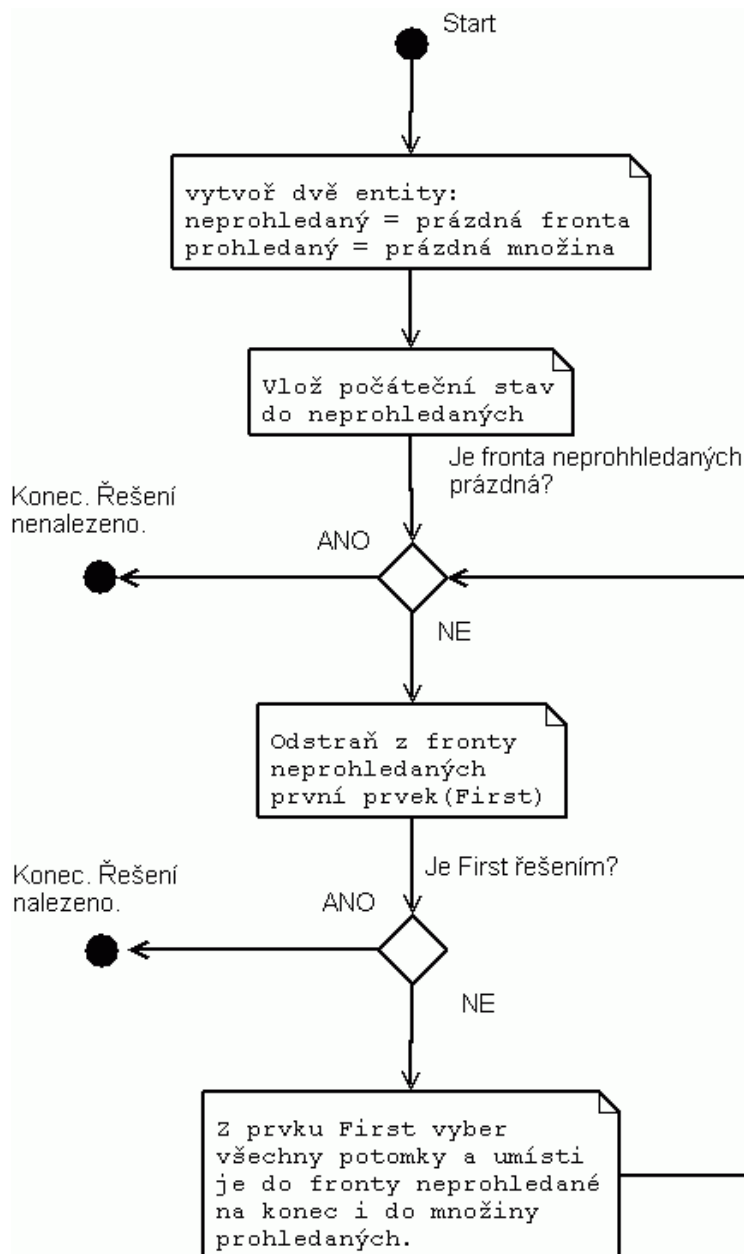 Start
vytvoř dvě entity:
neprohledaný = prázdná fronta
prohledaný = prázdná množina
Vlož počáteční stav
do neprohledaných
Je fronta neprohhledaných
prázdná?
Konec. Řešení
nenalezeno.
ANO
NE
Odstraň z fronty
neprohledaných
první prvek(First)
Je First řešením?
Konec. Řešení
nalezeno.
ANO
NE
Z prvku First vyber
všechny potomky a umísti
je do fronty neprohledané
na konec i do množiny
prohledaných.